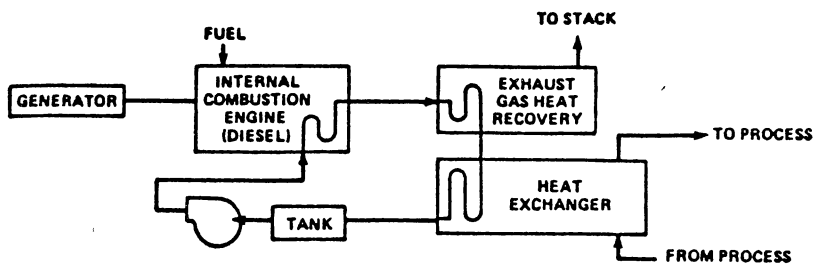 TO STACK
FUEL
GENERATOR
INTERNAL
COMBUSTION
ENGINE
(DIESEL)
EXHAUST
GAS HEAT
RECOVERY
TO PROCESS
HEAT
EXCHANGER
TANK
FROM PROCESS